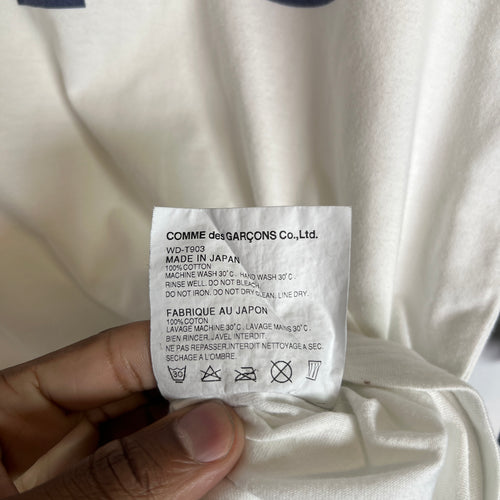 COMME des GARÇONS Co.,Ltd.
WD-T903
MADE IN JAPAN
100% COTTON
MACHINE WASH 30°C . HAND WASH 30°C .
RINSE WELL. DO NOT BLEACH.
DO NOT IRON. DO NOT DRY CLEAN. LINE DRY.
FABRIQUE AU JAPON
100% COTON
LAVAGE MACHINE 30°C . LAVAGE MAINS 30°C .
BIEN RINCER. JAVEL INTERDIT.
NE PAS REPASSER. INTERDIT NETTOYAGE A SEC.
SECHAGE A L'OMBRE.
30